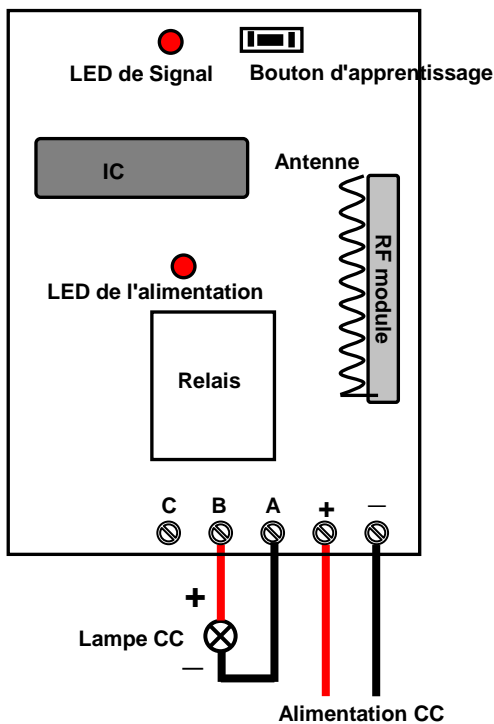 LED de Signal
Bouton d'apprentissage
IC
Antenne
RF module
LED de l'alimentation
Relais
C B A + —
+
Lampe CC
—
Alimentation CC